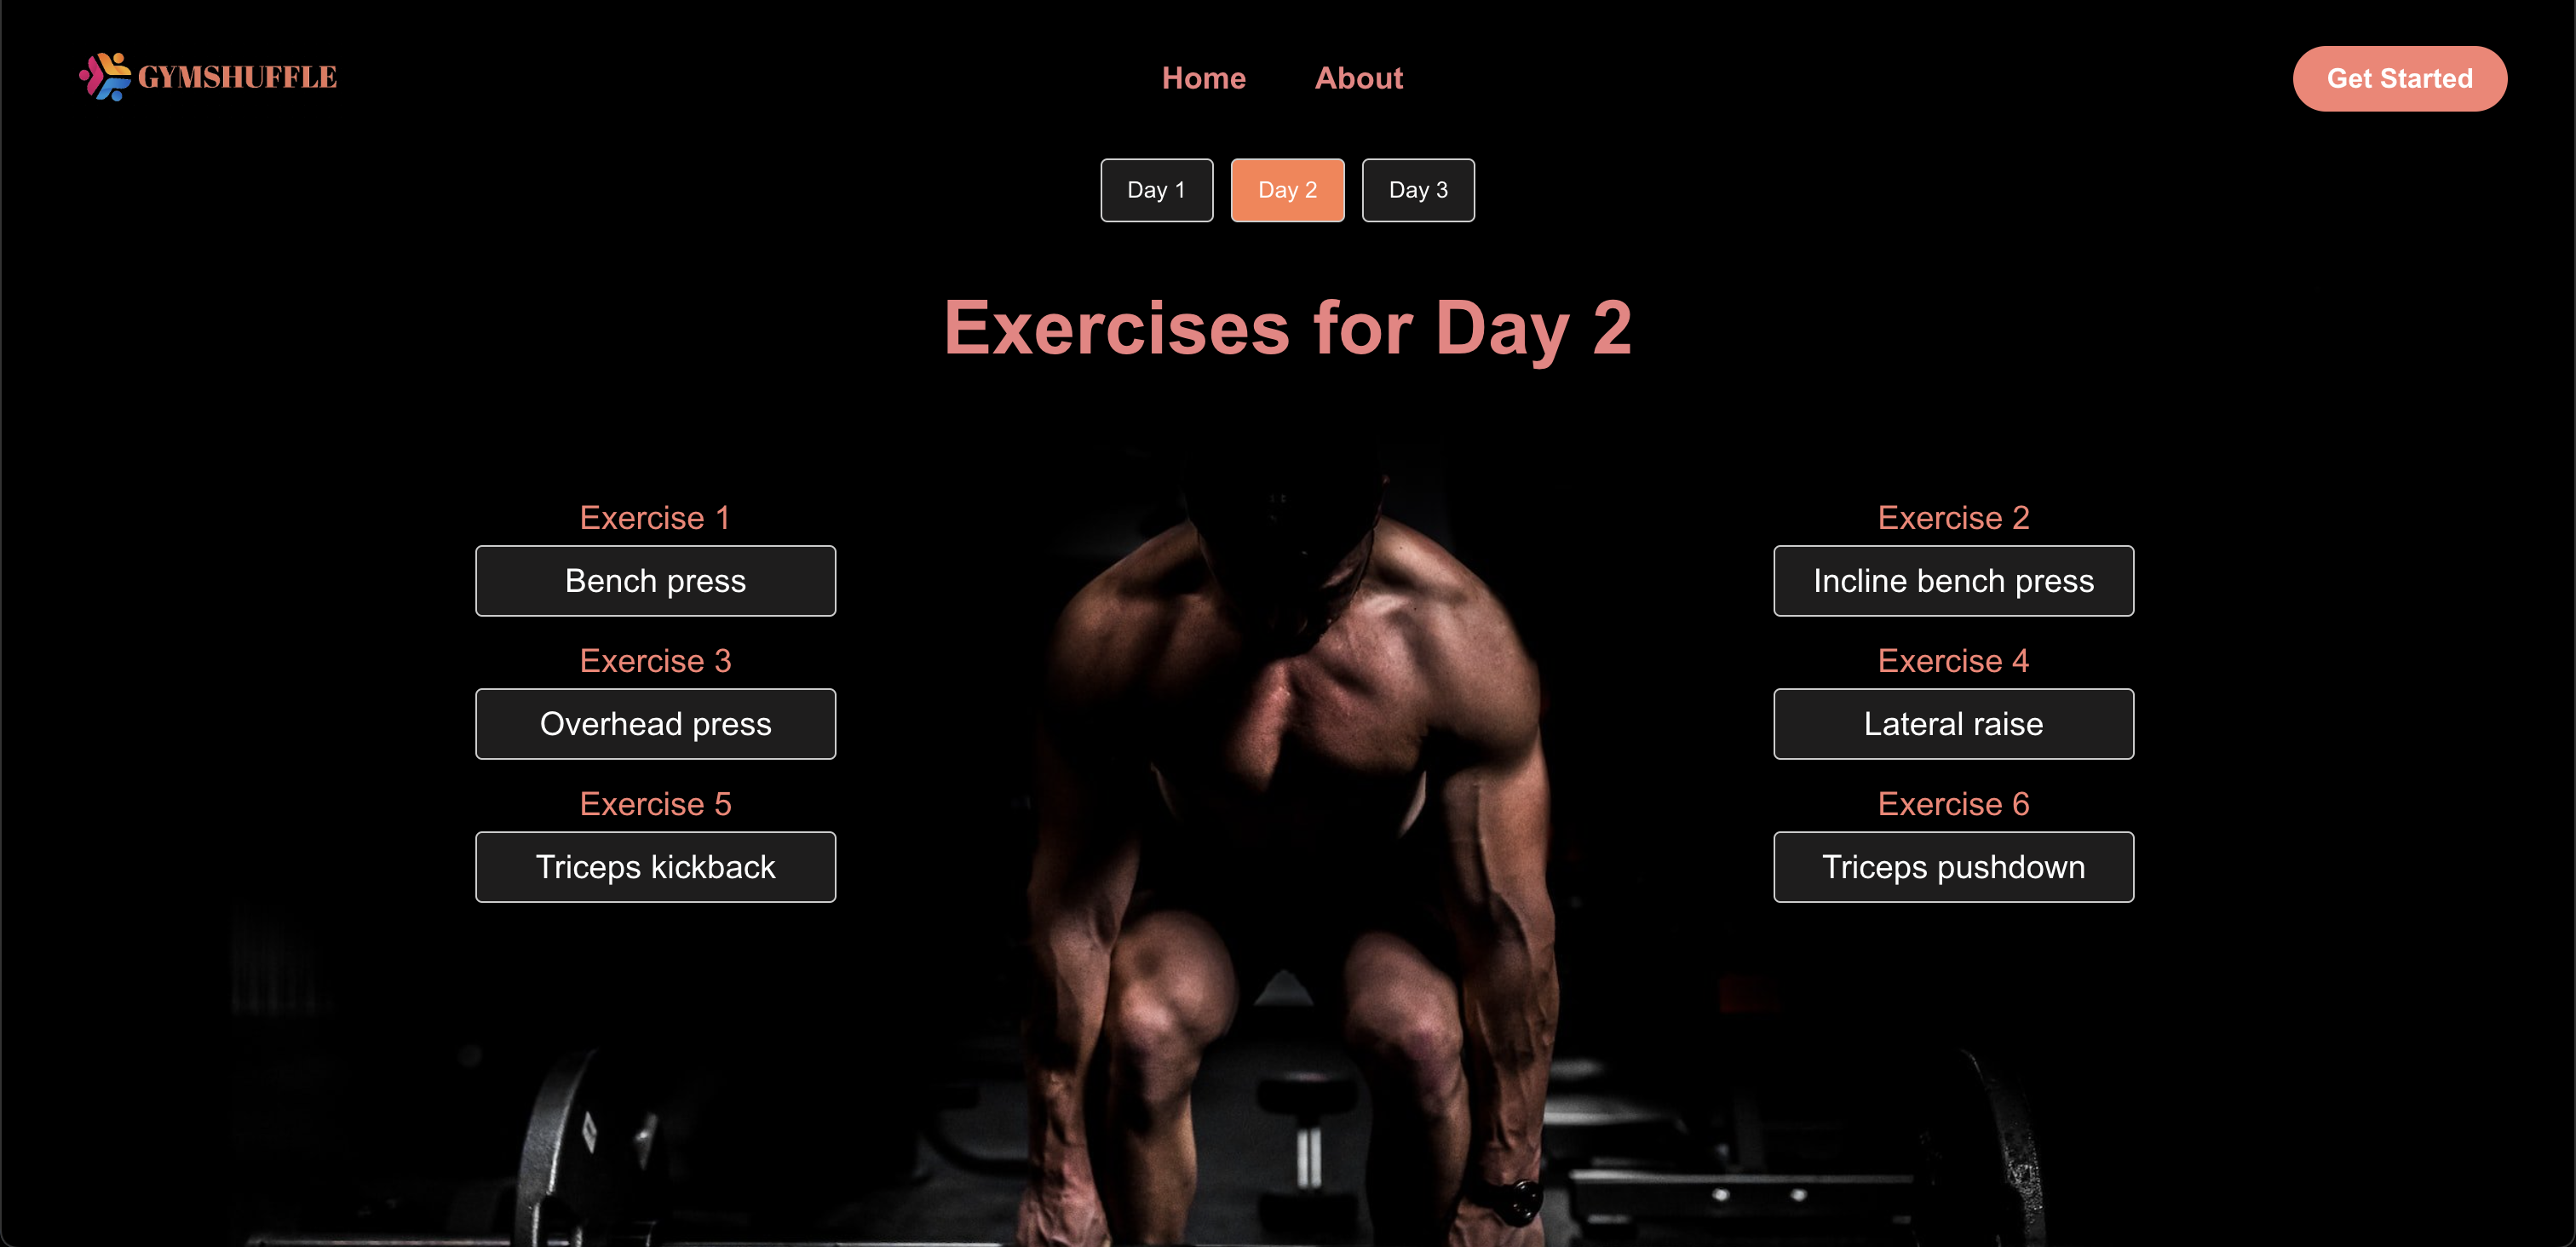 GYMSHUFFLE
Home
About
Get Started
Day 1
Day 2
Day 3
Exercises for Day 2
Exercise 1
Bench press
Exercise 2
Incline bench press
Exercise 3
Overhead press
Exercise 4
Lateral raise
Exercise 5
Triceps kickback
Exercise 6
Triceps pushdown